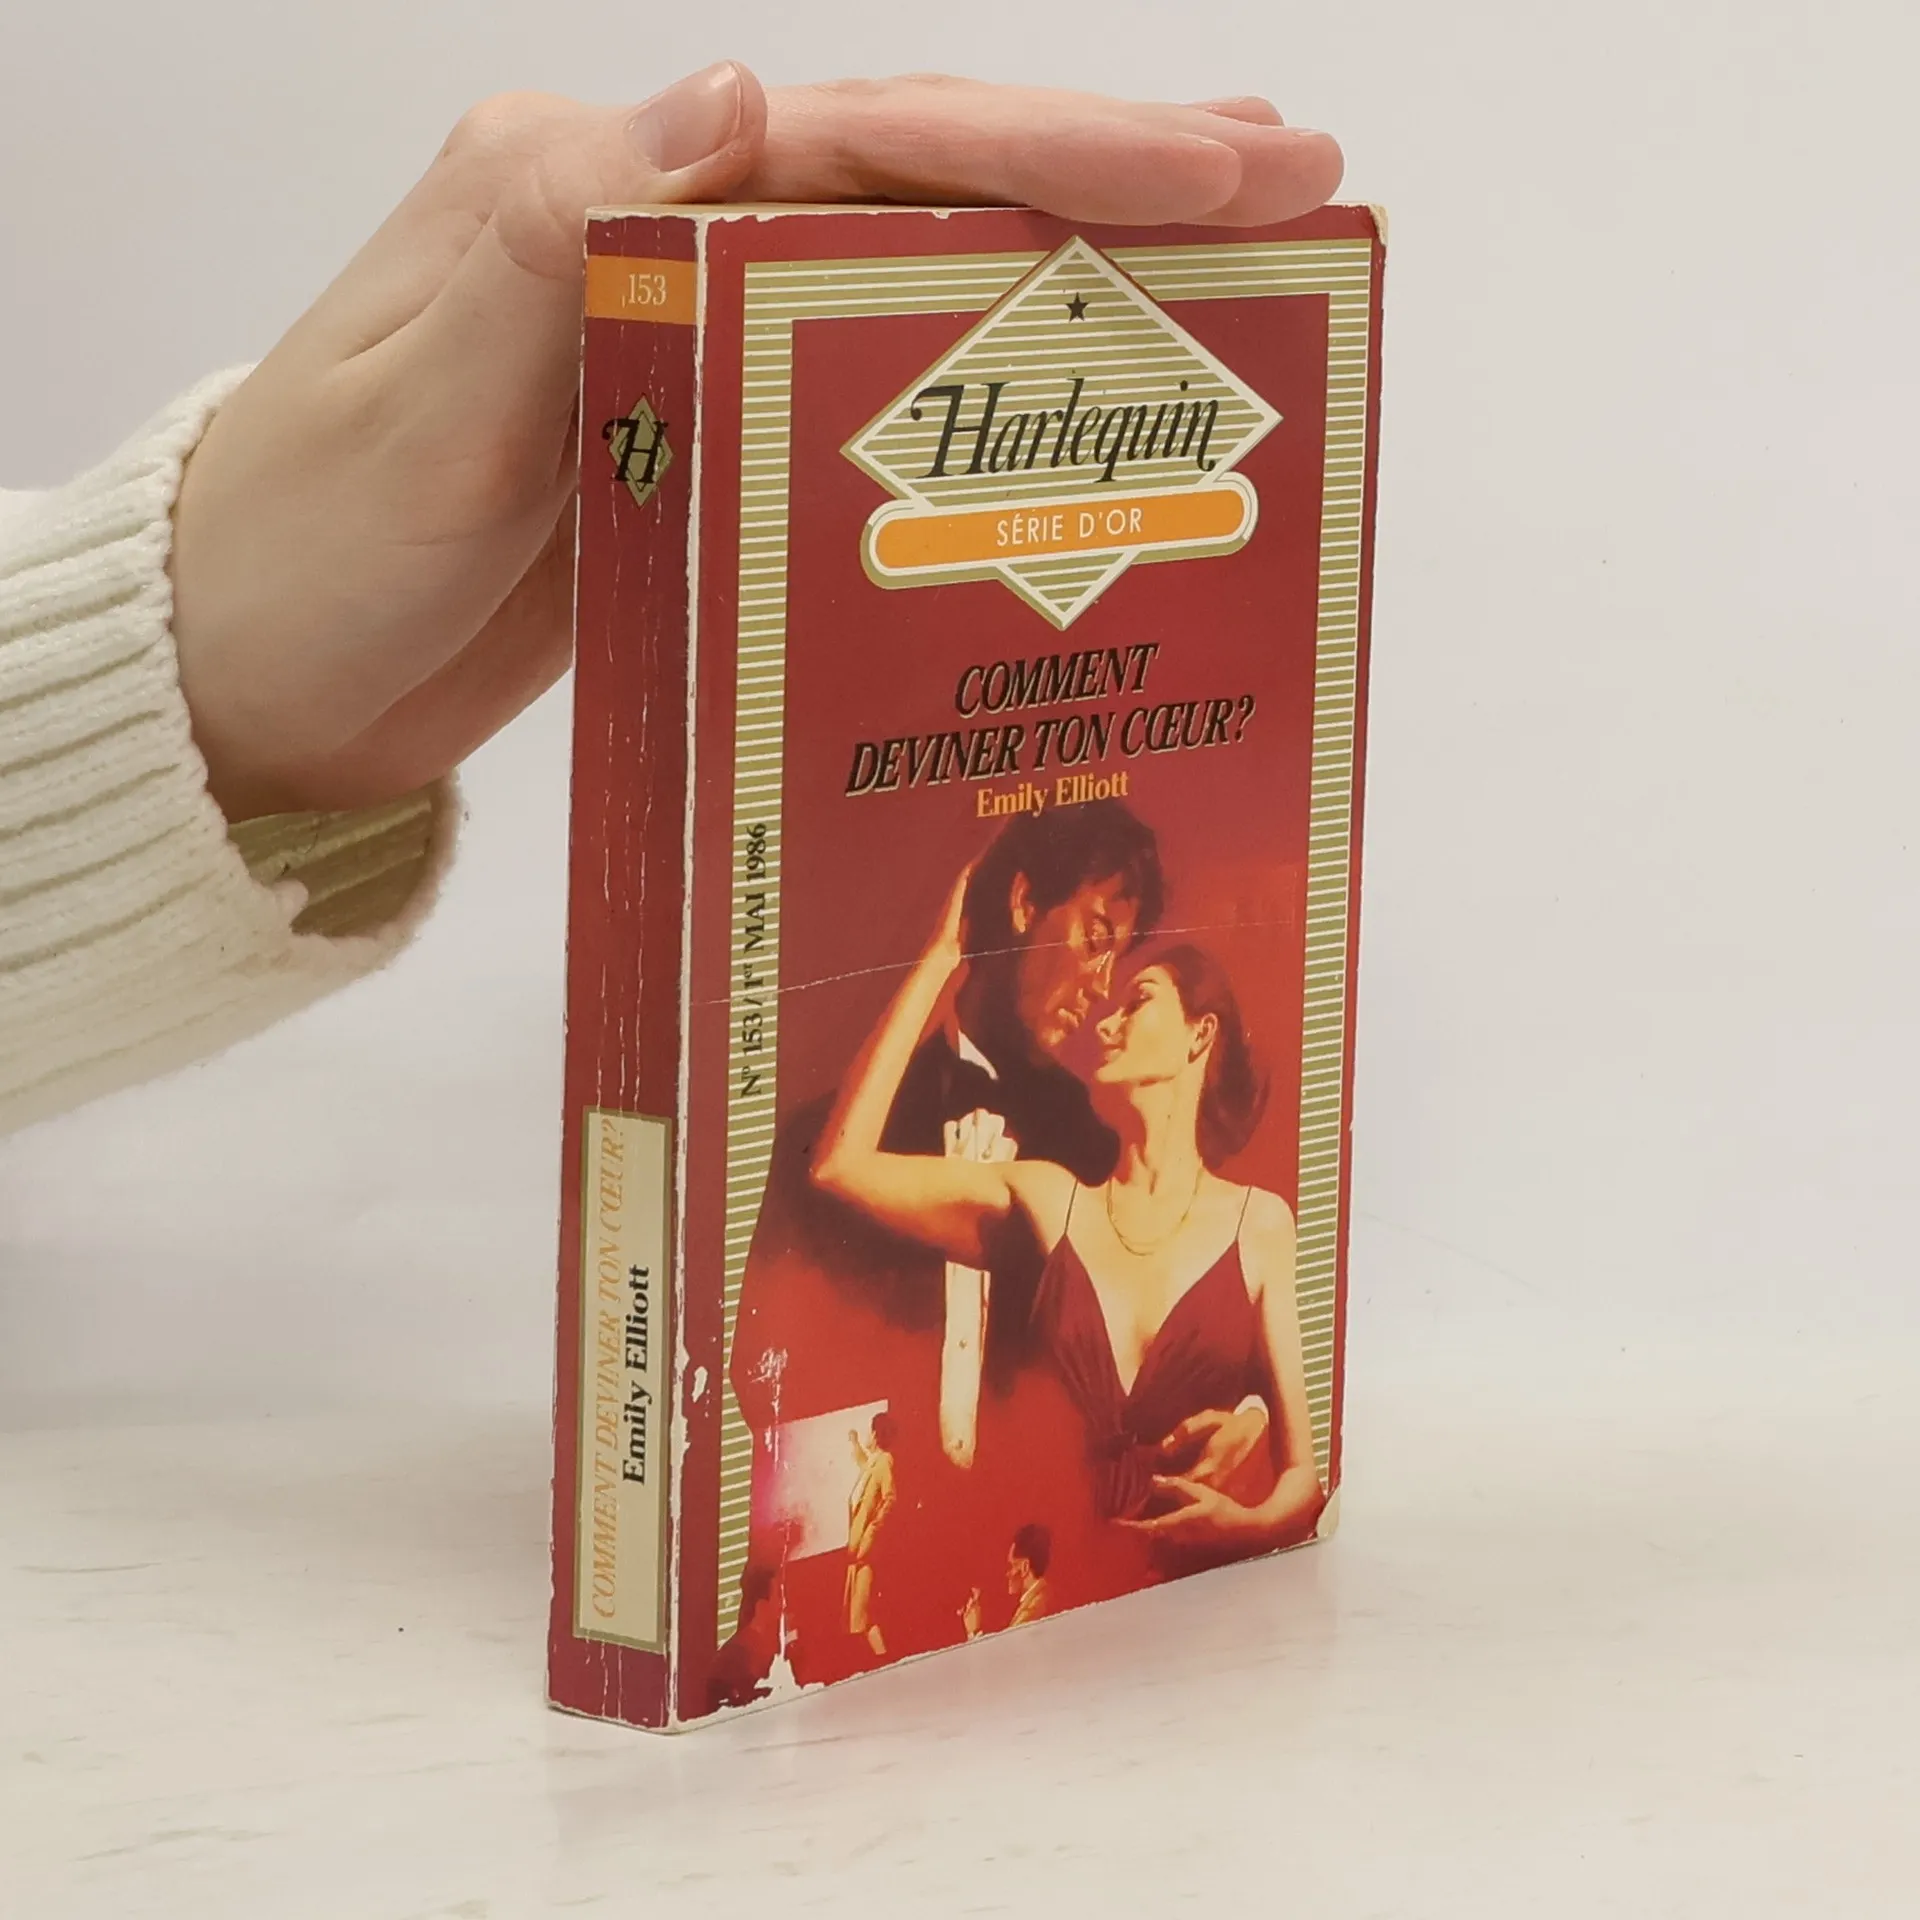 153
H
COMMENT DEVINER TON CŒUR?
Emily Elliott
Harlequin
SÉRIE D'OR
COMMENT
DEVINER TON CŒUR?
Emily Elliott
Nº 153 / 1er MAI 1986